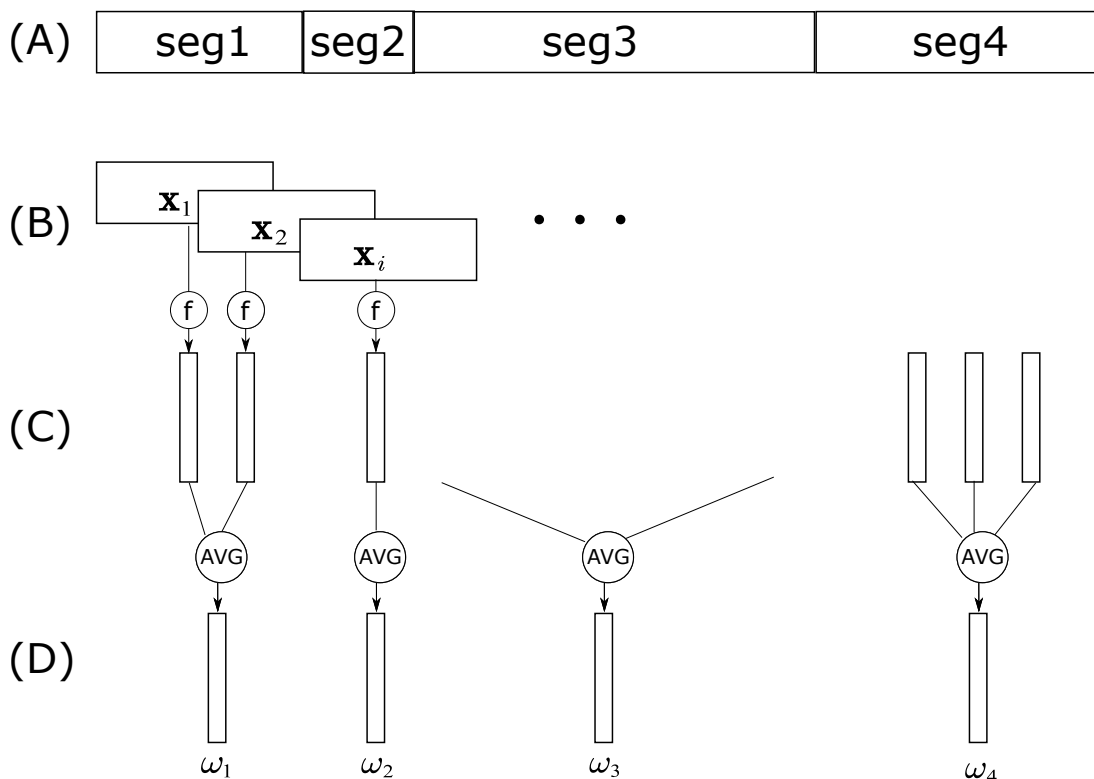 (A) seg1 seg2 seg3 seg4
(B) x₁ x₂ xᵢ . . .
f f f
(C)
AVG AVG AVG AVG
(D)
ω₁ ω₂ ω₃ ω₄